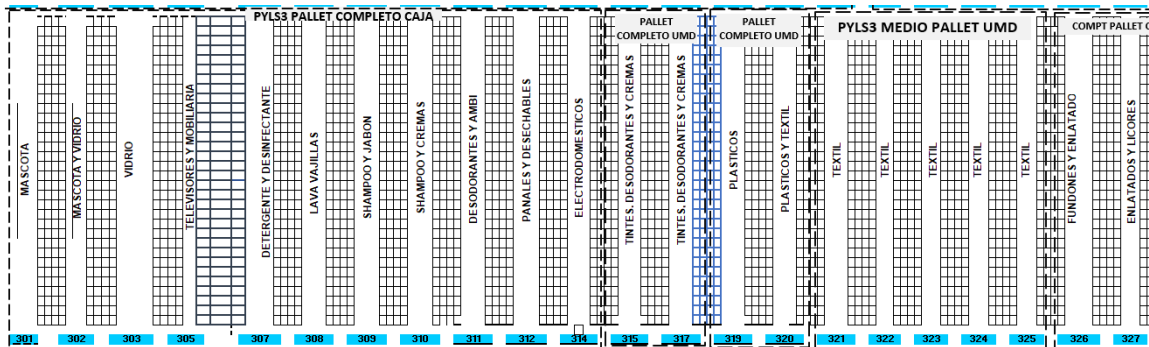 PYLS3 PALLET COMPLETO CAJA
PALLET
COMPLETO UMD
PALLET
COMPLETO UMD
PYLS3 MEDIO PALLET UMD
COMPT PALLET C
MASCOTA
MASCOTA Y VIDRIO
VIDRIO
TELEVISORES Y MOBILIARIA
DETERGENTE Y DESINFECTANTE
LAVA VAJILLAS
SHAMPOO Y JABON
SHAMPOO Y CREMAS
DESODORANTES Y AMBI
PANALES Y DESECHABLES
ELECTRODOMESTICOS
TINTES, DESODORANTES Y CREMAS
TINTES, DESODORANTES Y CREMAS
PLASTICOS
PLASTICOS Y TEXTIL
TEXTIL
TEXTIL
TEXTIL
TEXTIL
TEXTIL
FUNDONES Y ENLATADO
ENLATADOS Y LICORES
301 302 303 305 307 308 309 310 311 312 314 315 317 319 320 321 322 323 324 325 326 327